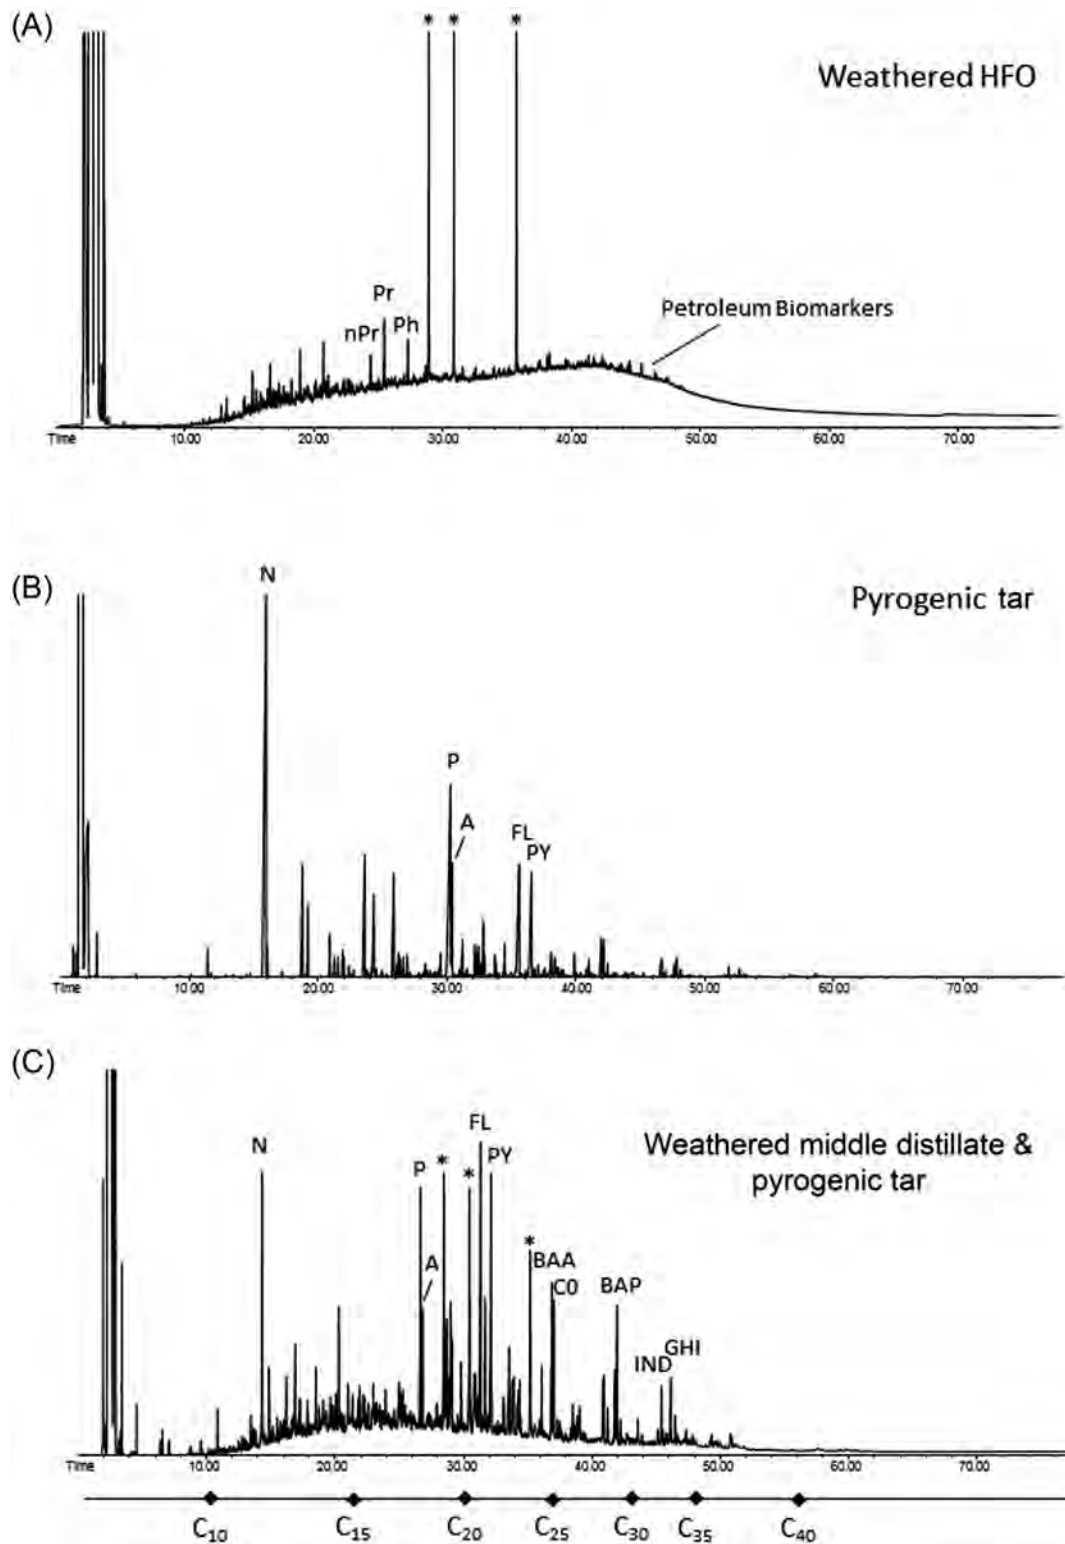 (A)
* * *
Weathered HFO
Pr
nPr
Ph
Petroleum Biomarkers
Time 10.00 20.00 30.00 40.00 50.00 60.00 70.00
(B)
N
Pyrogenic tar
P
A
FL
PY
Time 10.00 20.00 30.00 40.00 50.00 60.00 70.00
(C)
FL
N
P
*
*
PY
Weathered middle distillate &
pyrogenic tar
A
*
BAA
C0
BAP
IND
GHI
Time 10.00 20.00 30.00 40.00 50.00 60.00 70.00
C10 C15 C20 C25 C30 C35 C40